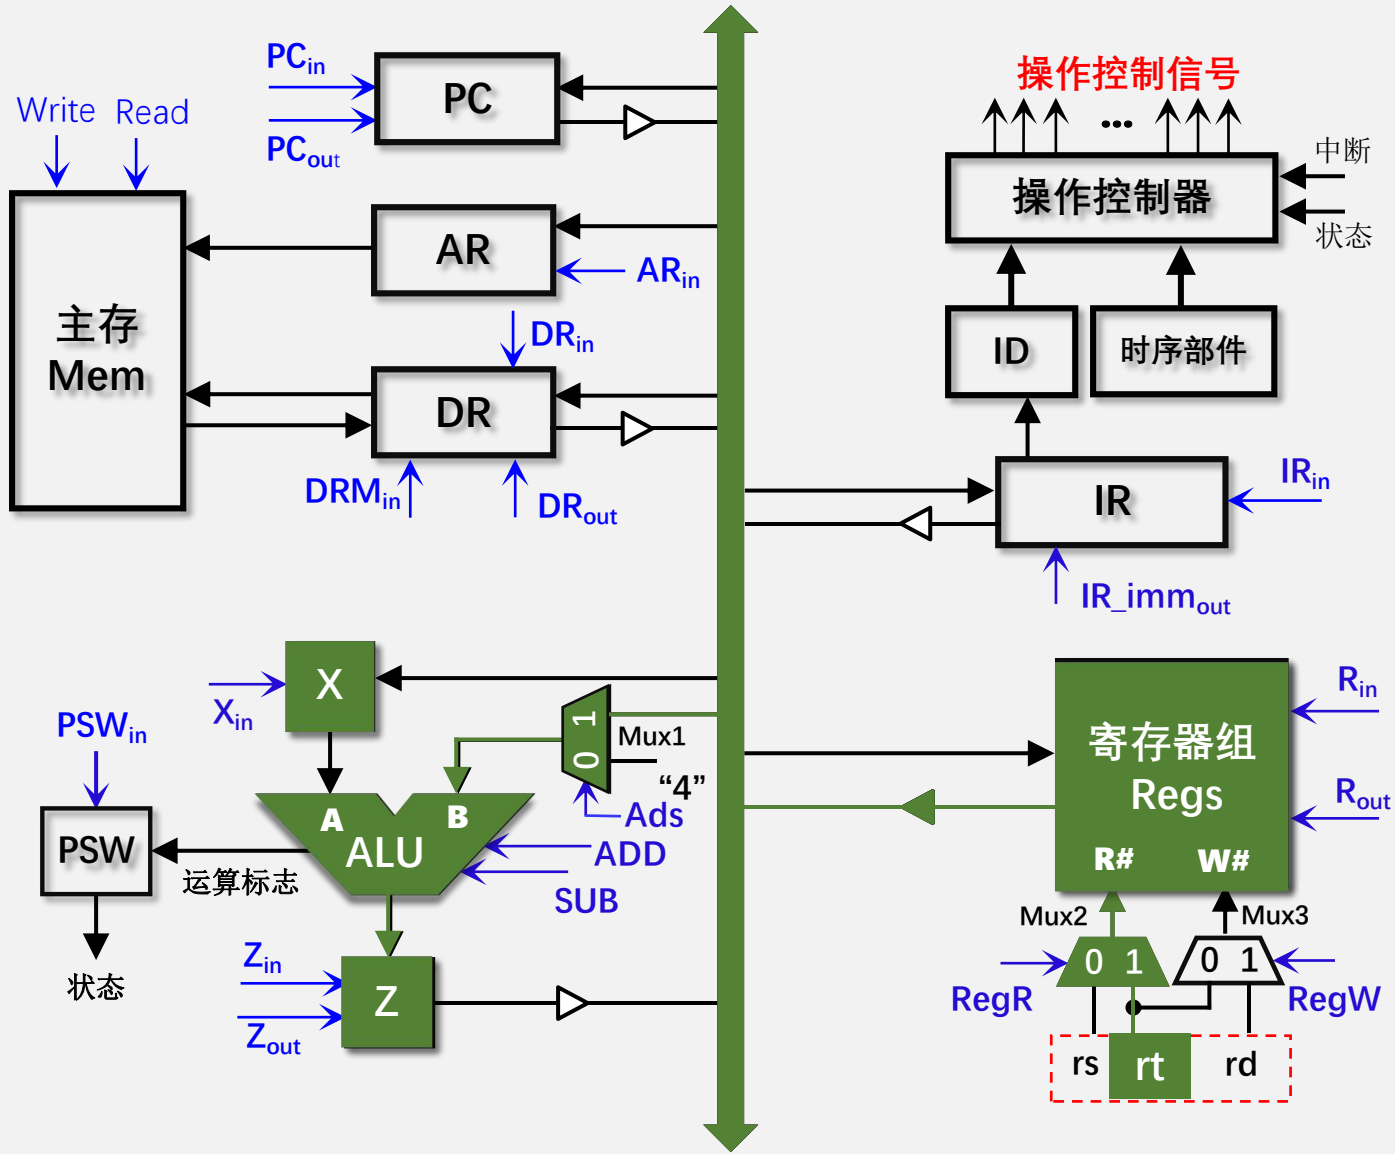 PCin
PC
PCout
Write
Read
操作控制信号
•••
中断
操作控制器
状态
AR
ARin
主存
Mem
DRin
DR
DRMin
DRout
ID
时序部件
IR
IRin
IR_immout
X
Xin
PSWin
1
0
Mux1
“4”
Ads
A
B
ALU
ADD
SUB
PSW
运算标志
状态
Zin
Z
Zout
寄存器组
Regs
Rin
Rout
R#
W#
Mux2
Mux3
0 1
0 1
RegR
RegW
rs
rt
rd